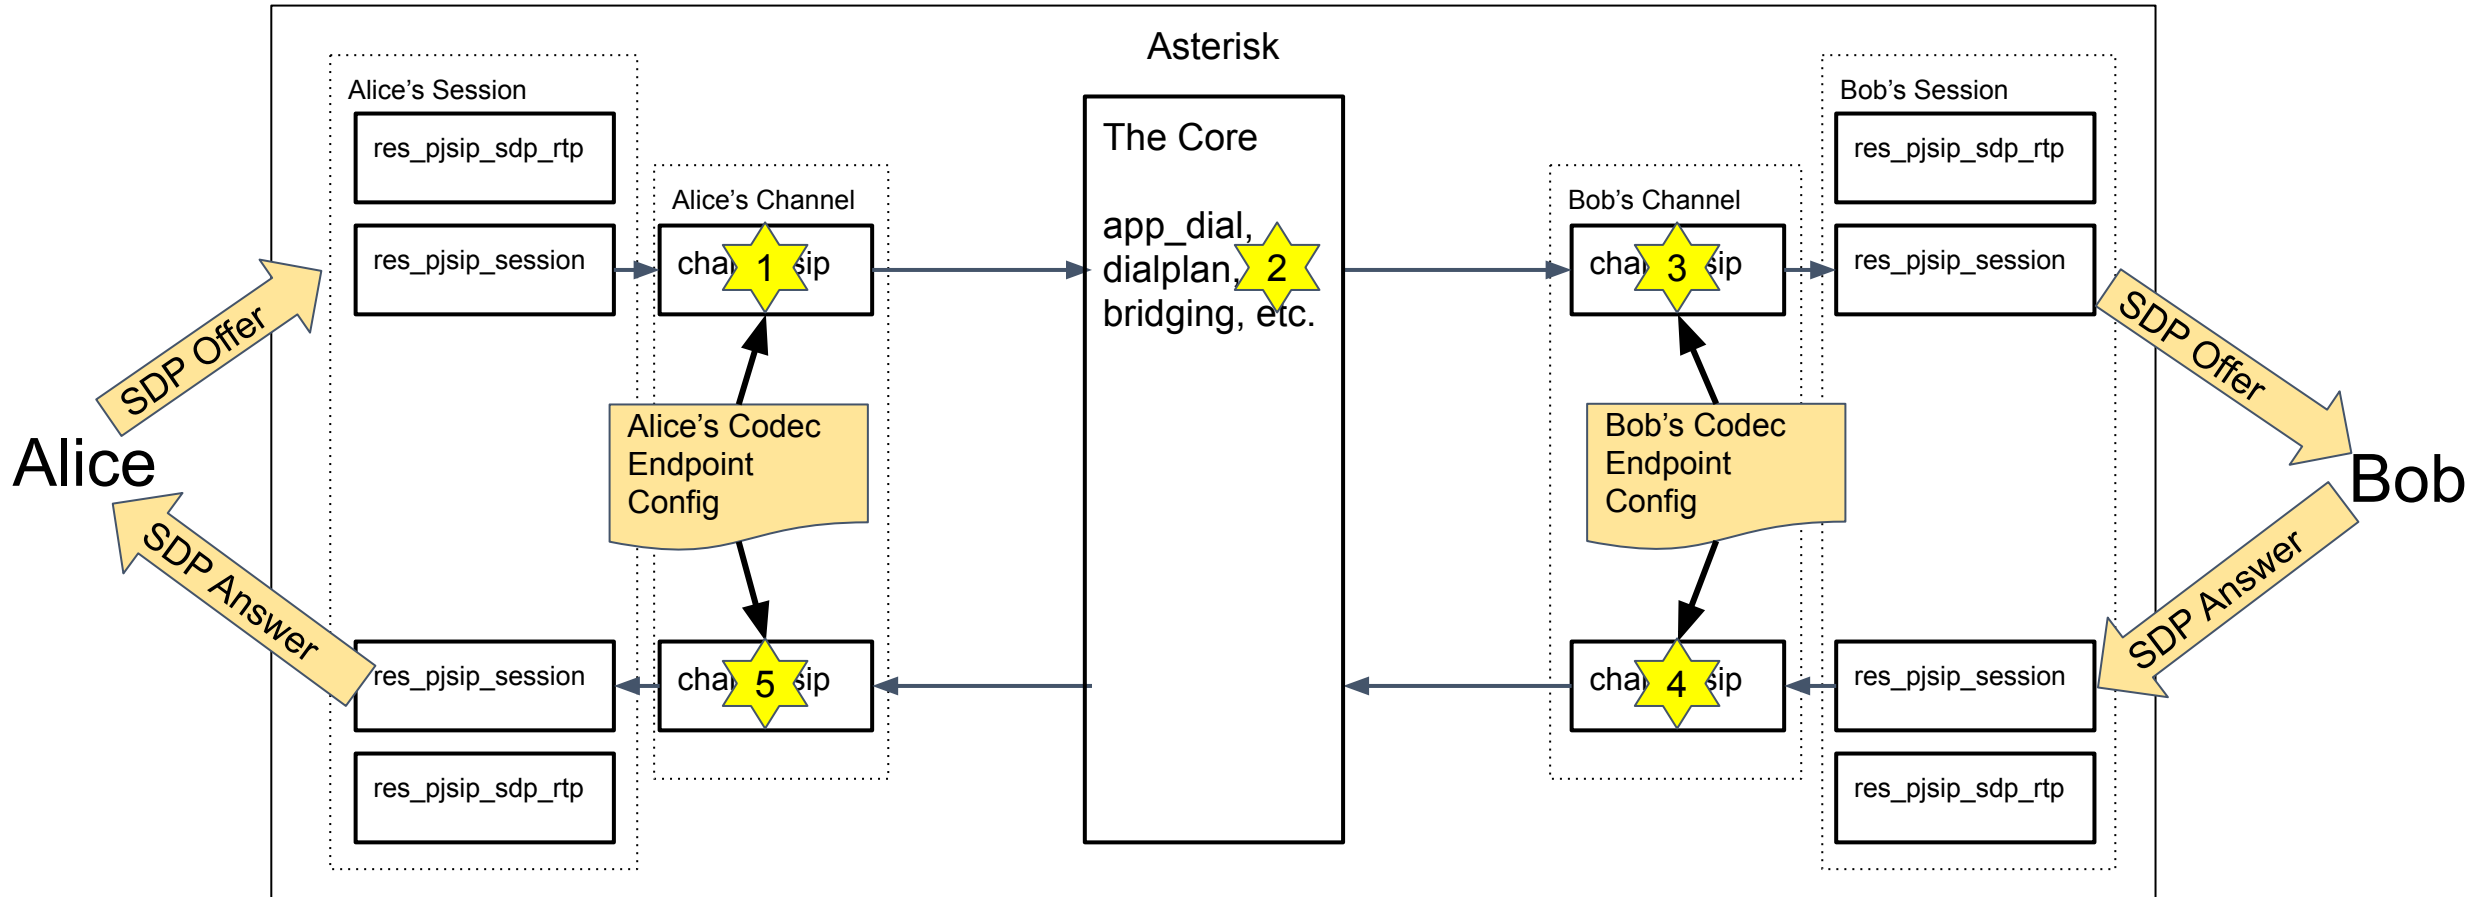 Asterisk
Alice's Session
res_pjsip_sdp_rtp
res_pjsip_session
Alice's Channel
1
The Core
app_dial,
dialplan,
bridging, etc.
2
Bob's Channel
3
Bob's Session
res_pjsip_sdp_rtp
res_pjsip_session
SDP Offer
SDP Offer
Alice
Alice's Codec
Endpoint
Config
Bob's Codec
Endpoint
Config
Bob
SDP Answer
SDP Answer
res_pjsip_session
5
4
res_pjsip_session
res_pjsip_sdp_rtp
res_pjsip_sdp_rtp